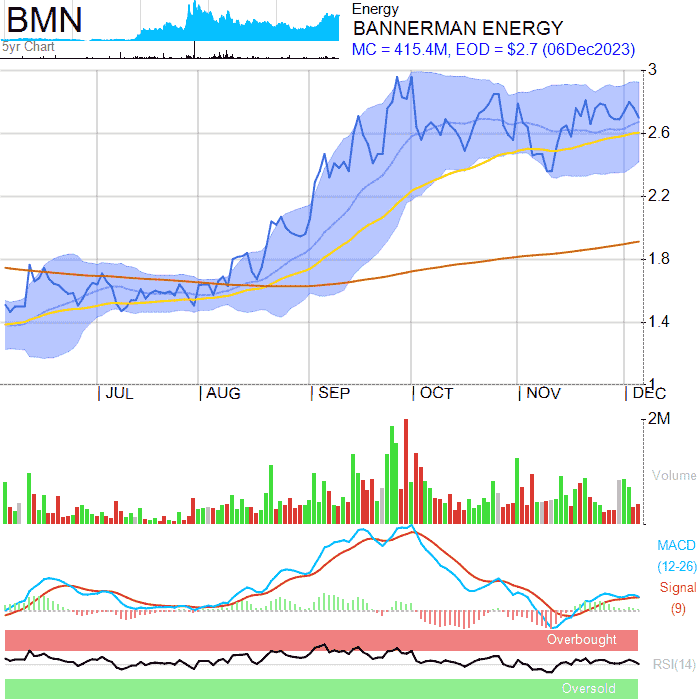 BMN
5yr Chart
Energy
BANNERMAN ENERGY
MC = 415.4M, EOD = $2.7 (06Dec2023)
3
2.6
2.2
1.8
1.4
1
JUL
AUG
SEP
OCT
NOV
DEC
2M
Volume
MACD
(12-26)
Signal
(9)
Overbought
RSI(14)
Oversold